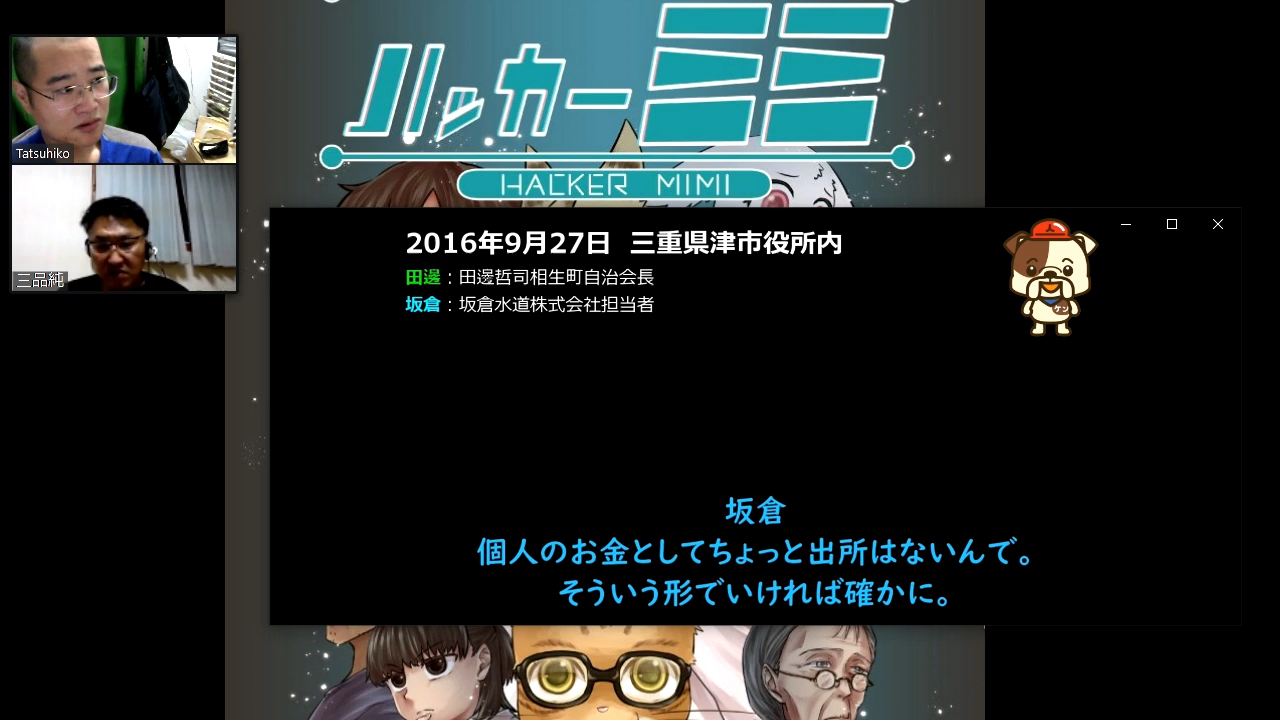 ハッカーミミ
HACKER MIMI
Tatsuhiko
三品純
2016年9月27日 三重県津市役所内
田邊：田邊哲司相生町自治会長
坂倉：坂倉水道株式会社担当者
人
ケン
坂倉
個人のお金としてちょっと出所はないんで。
そういう形でいければ確かに。